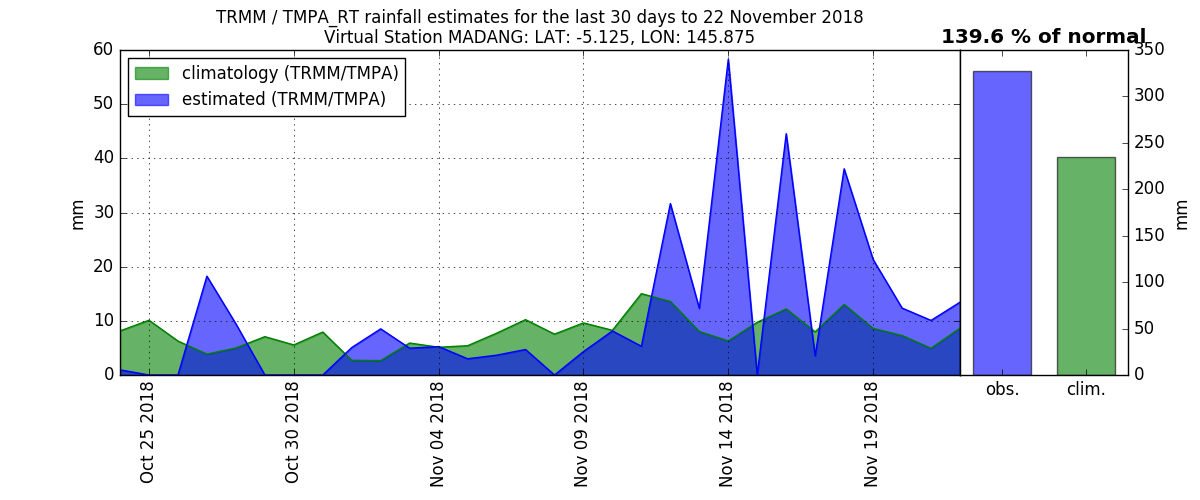 TRMM / TMPA_RT rainfall estimates for the last 30 days to 22 November 2018
Virtual Station MADANG: LAT: -5.125, LON: 145.875
139.6 % of normal
climatology (TRMM/TMPA)
estimated (TRMM/TMPA)
mm
60
50
40
30
20
10
0
Oct 25 2018
Oct 30 2018
Nov 04 2018
Nov 09 2018
Nov 14 2018
Nov 19 2018
obs.
clim.
350
300
250
200
150
100
50
0
mm